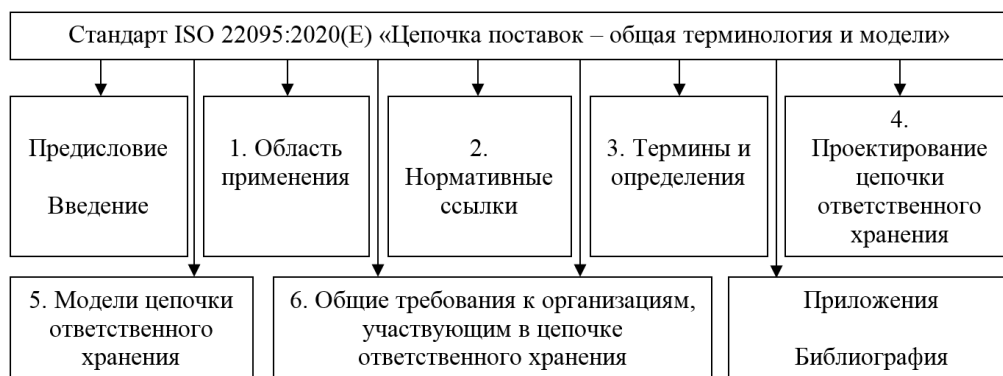 Стандарт ISO 22095:2020(E) «Цепочка поставок – общая терминология и модели»
Предисловие
Введение
1. Область
применения
2.
Нормативные
ссылки
3. Термины и
определения
4.
Проектирование
цепочки
ответственного
хранения
5. Модели цепочки
ответственного
хранения
6. Общие требования к организациям,
участвующим в цепочке
ответственного хранения
Приложения
Библиография